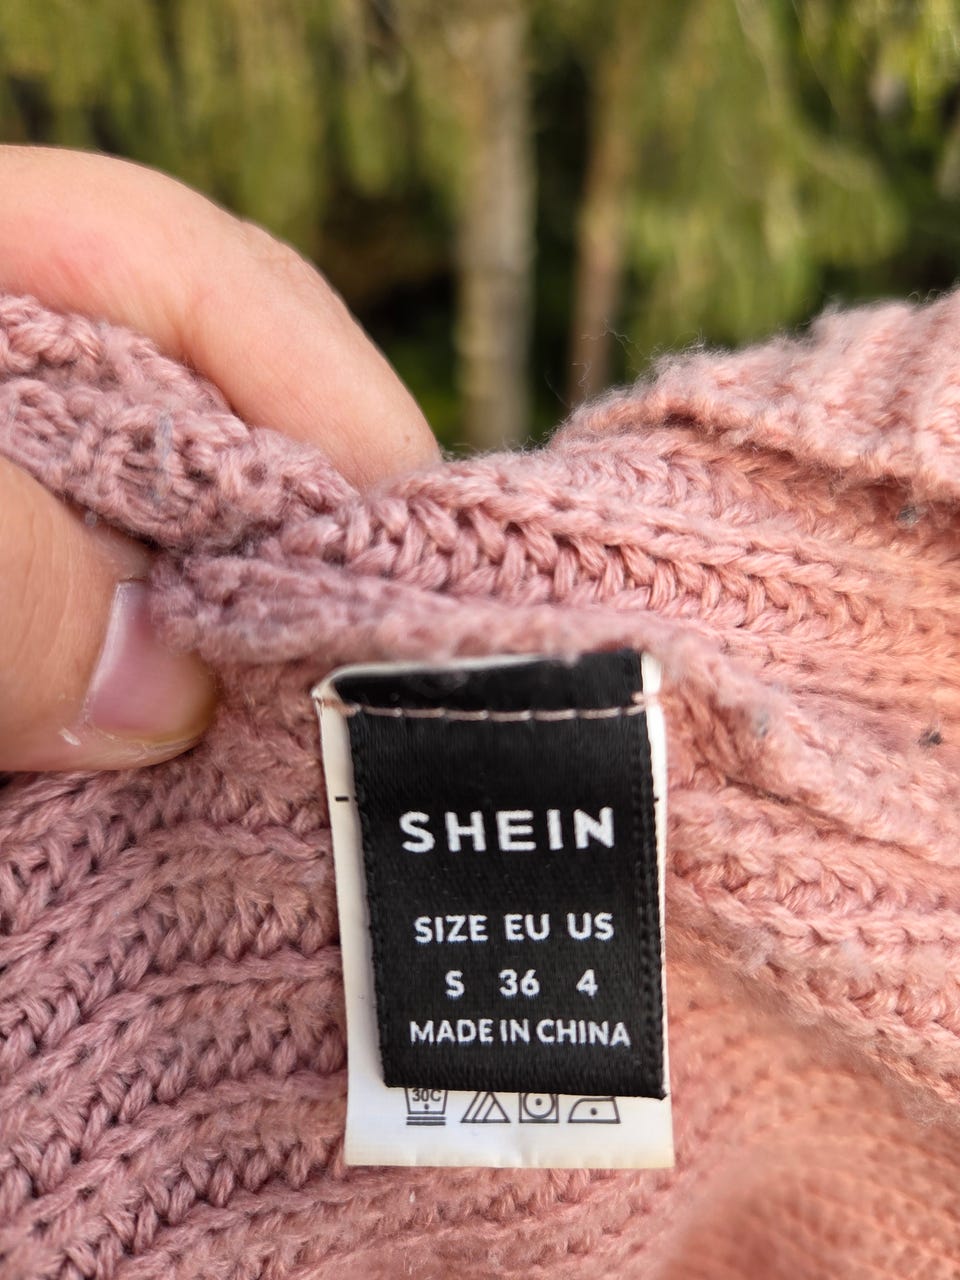 SHEIN
SIZE EU US
S 36 4
MADE IN CHINA
30C